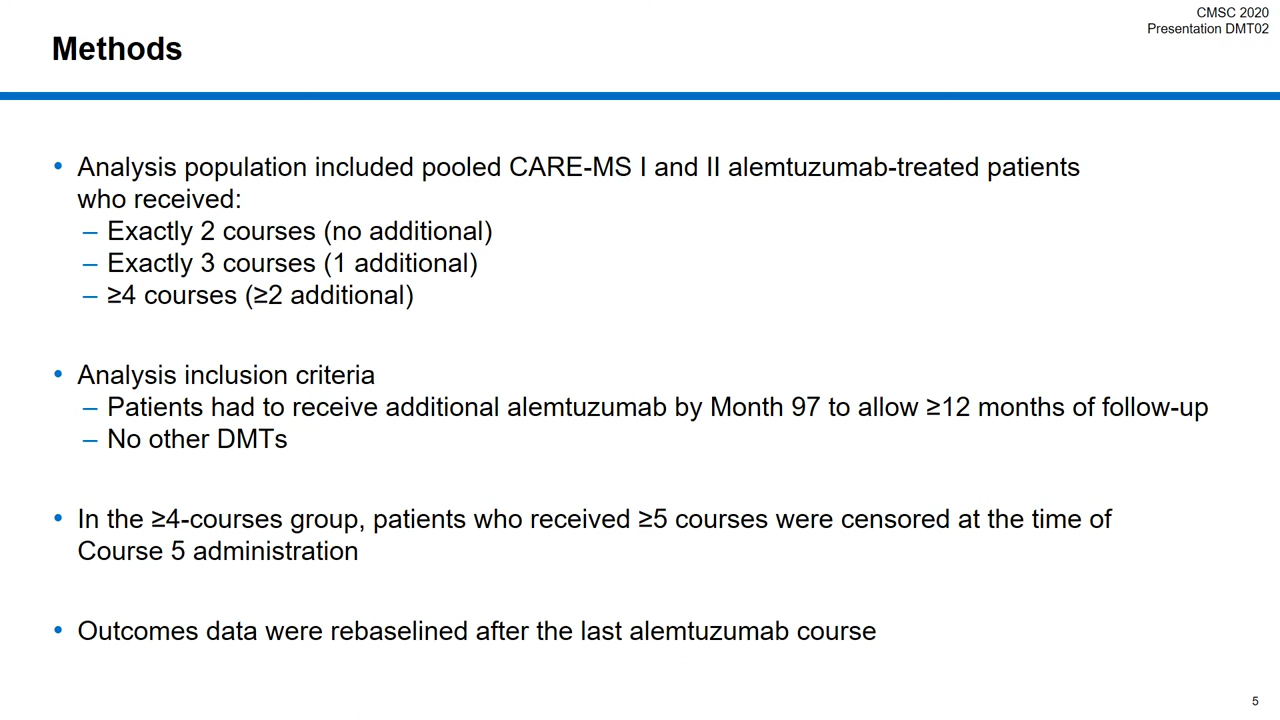 CMSC 2020
Presentation DMT02
Methods
• Analysis population included pooled CARE-MS I and II alemtuzumab-treated patients
who received:
– Exactly 2 courses (no additional)
– Exactly 3 courses (1 additional)
– ≥4 courses (≥2 additional)
• Analysis inclusion criteria
– Patients had to receive additional alemtuzumab by Month 97 to allow ≥12 months of follow-up
– No other DMTs
• In the ≥4-courses group, patients who received ≥5 courses were censored at the time of
Course 5 administration
• Outcomes data were rebaselined after the last alemtuzumab course
5